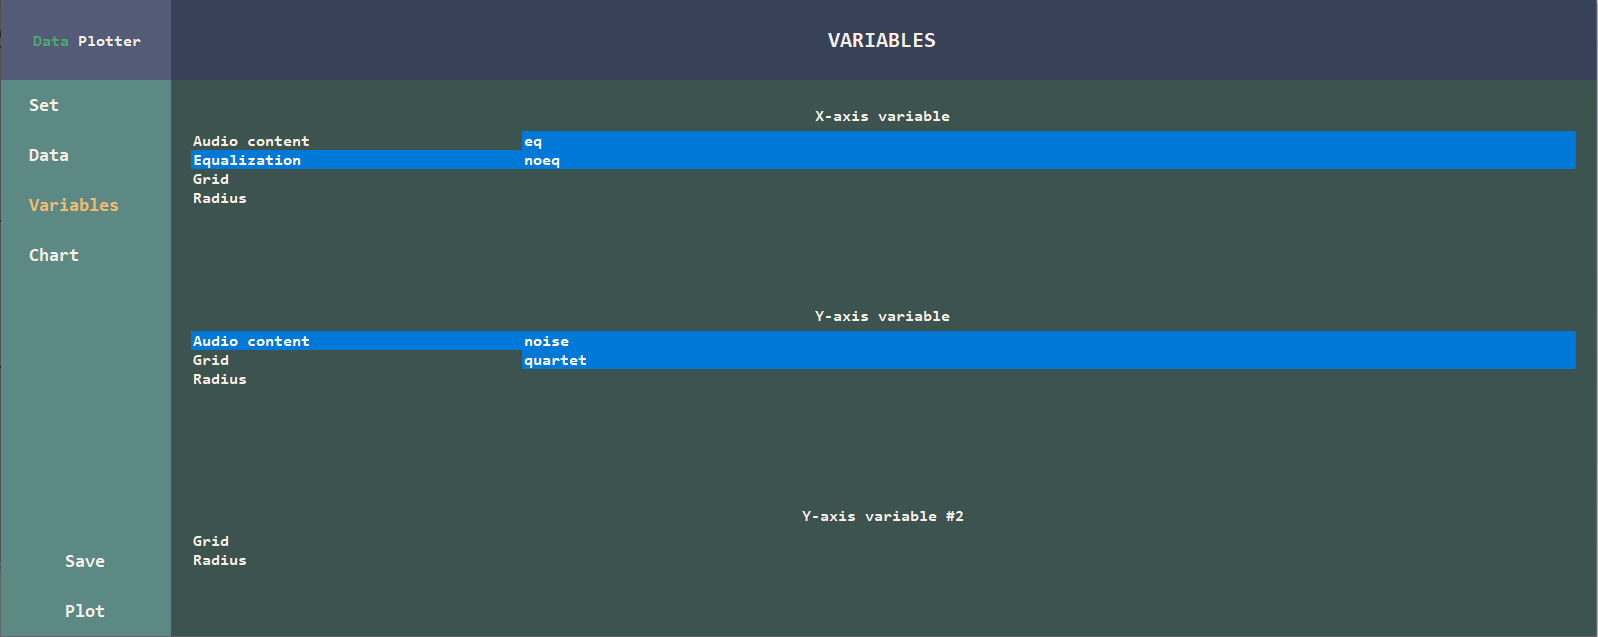 Data Plotter
VARIABLES
Set
Data
Variables
Chart
Save
Plot
X-axis variable
Audio content
Equalization
Grid
Radius
eq
noeq
Y-axis variable
Audio content
Grid
Radius
noise
quartet
Y-axis variable #2
Grid
Radius